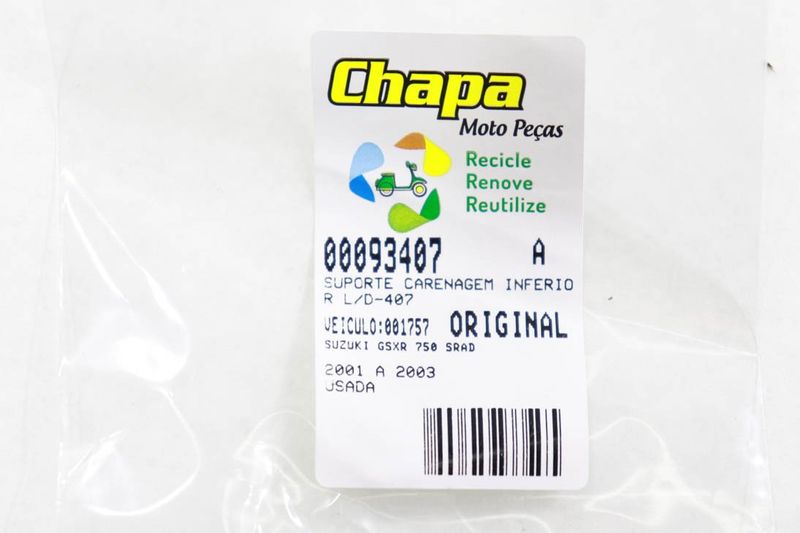 Chapa
Moto Peças
Recicle
Renove
Reutilize
00093407 A
SUPORTE CARENAGEM INFERIO
R L/D-407
VEICULO:001757 ORIGINAL
SUZUKI GSXR 750 SRAD
2001 A 2003
USADA